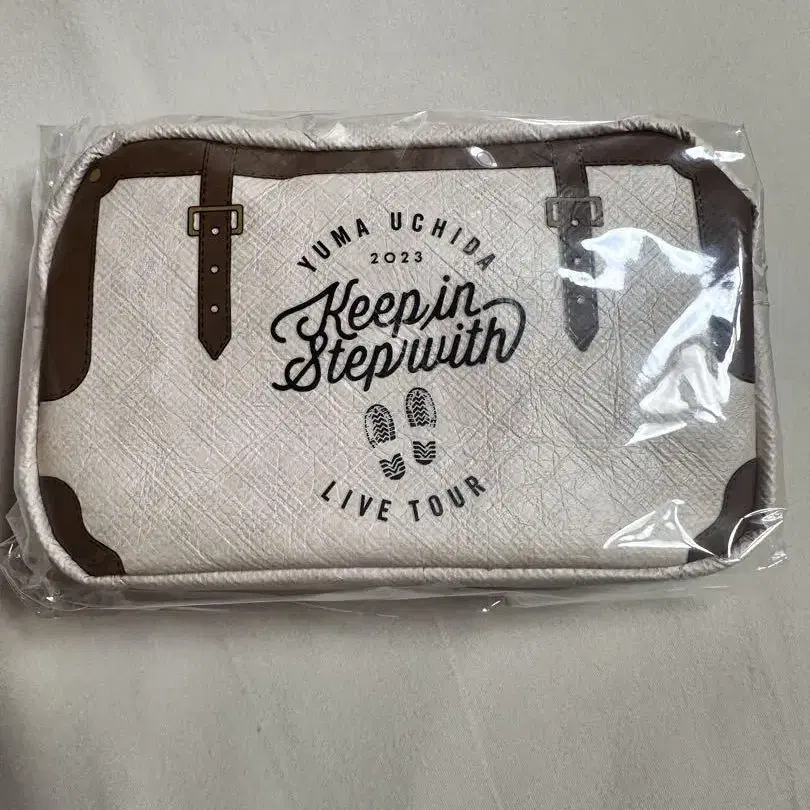 YUMA UCHIDA
2023
Keep in
Step with
LIVE TOUR